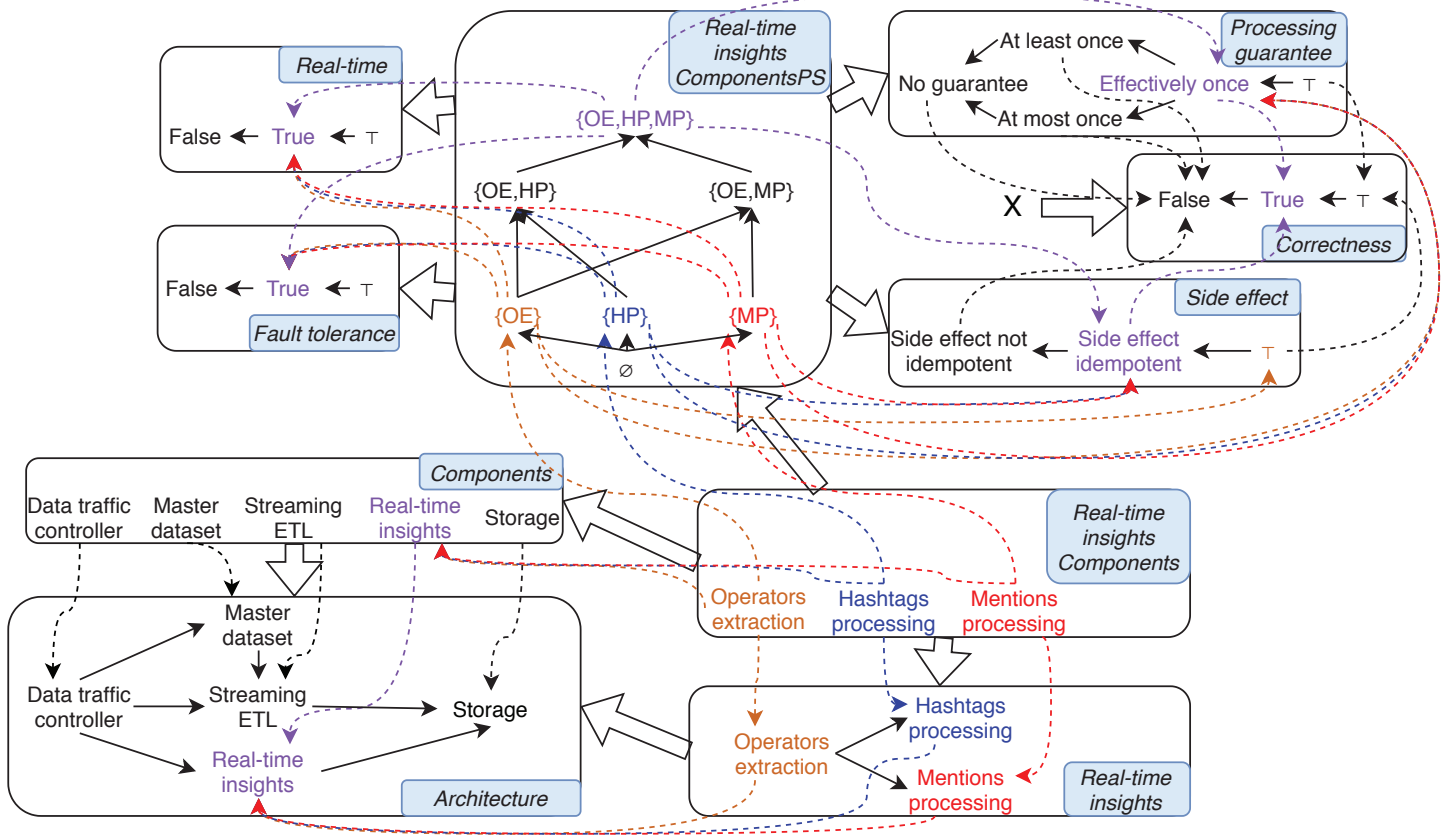 Real-time
False
True
⊤
Real-time
insights
ComponentsPS
{OE,HP,MP}
{OE,HP}
{OE,MP}
{OE}
{HP}
{MP}
∅
Processing
guarantee
At least once
No guarantee
Effectively once
⊤
At most once
X
False
True
⊤
Correctness
False
True
⊤
Fault tolerance
Side effect
Side effect not
idempotent
Side effect
idempotent
⊤
Components
Data traffic
controller
Master
dataset
Streaming
ETL
Real-time
insights
Storage
Real-time
insights
Components
Operators
extraction
Hashtags
processing
Mentions
processing
Master
dataset
Data traffic
controller
Streaming
ETL
Storage
Real-time
insights
Architecture
Hashtags
processing
Operators
extraction
Mentions
processing
Real-time
insights